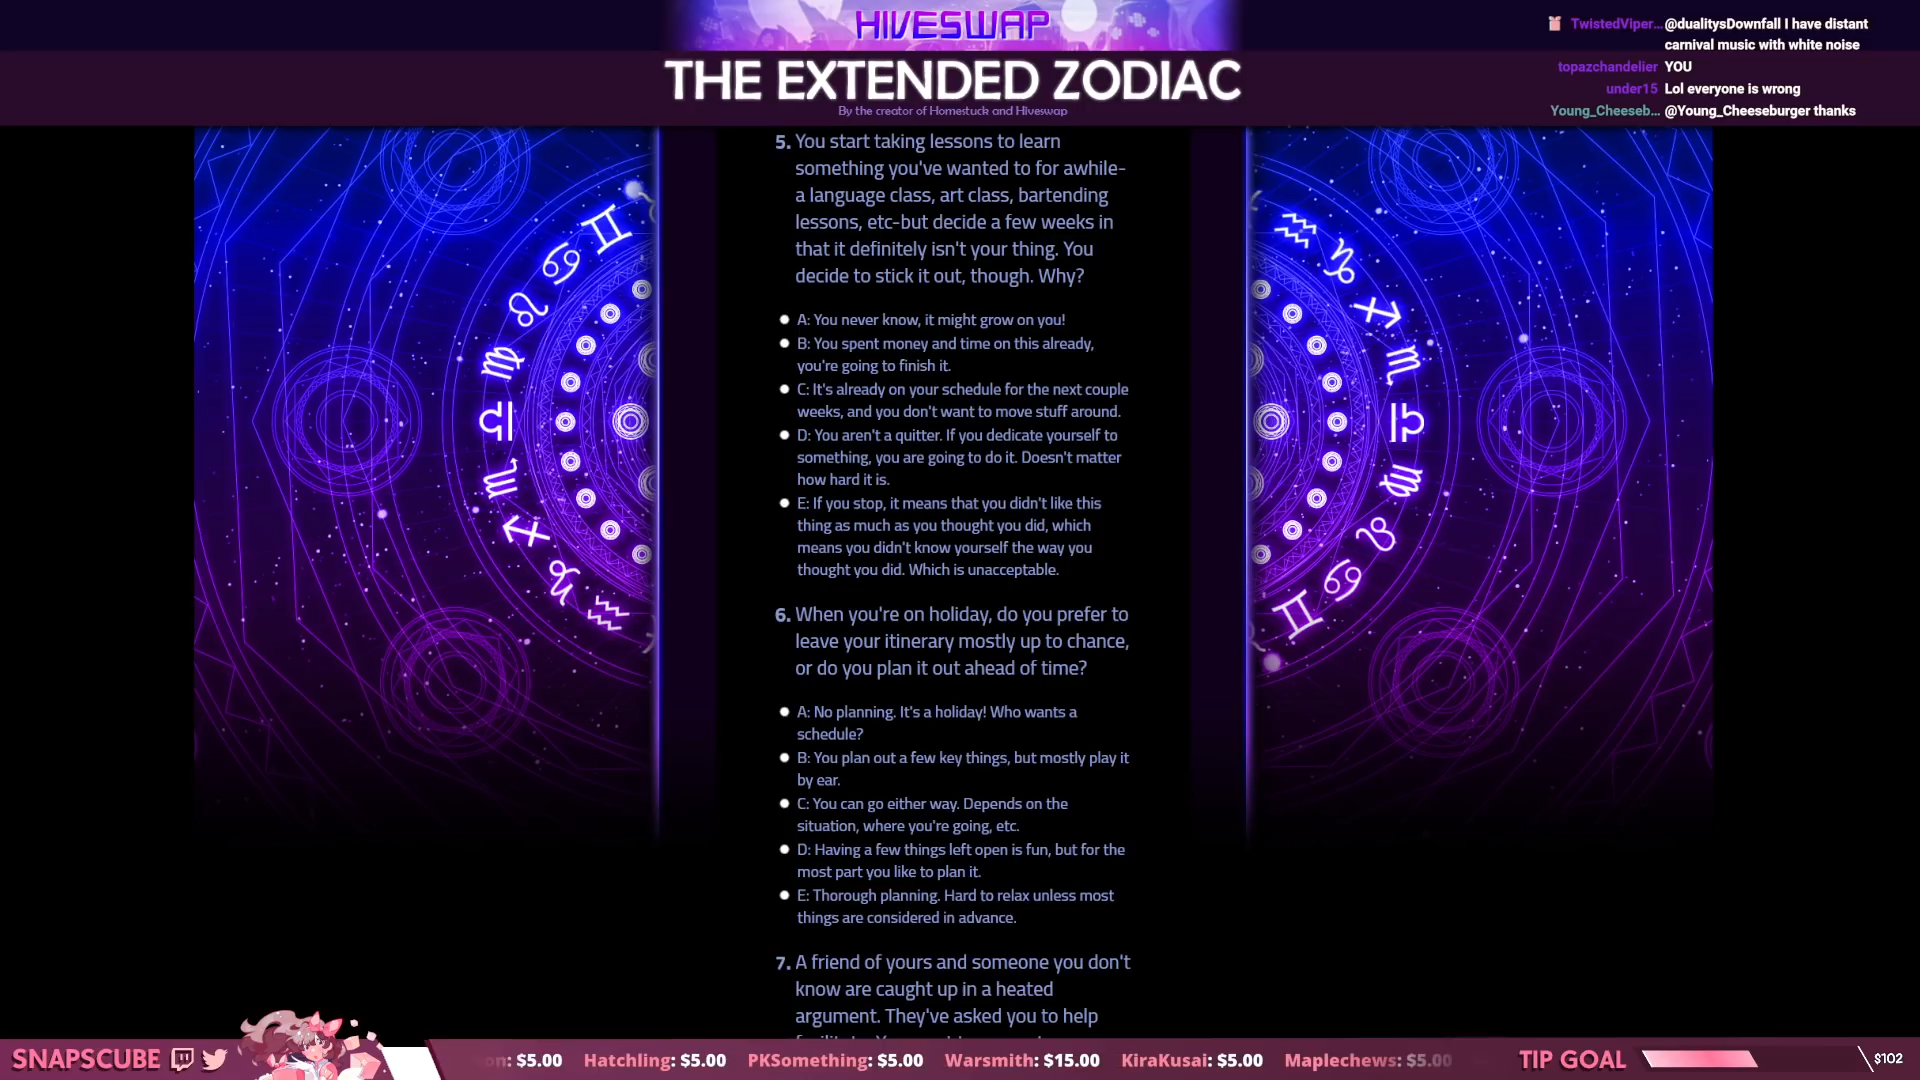 HIVESWAP
THE EXTENDED ZODIAC
By the creator of Homestuck and Hiveswap
TwistedViper... @dualitysDownfall I have distant
carnival music with white noise
topazchandelier YOU
under15 Lol everyone is wrong
Young_Cheeseb... @Young_Cheeseburger thanks
5. You start taking lessons to learn
something you've wanted to for awhile-
a language class, art class, bartending
lessons, etc-but decide a few weeks in
that it definitely isn't your thing. You
decide to stick it out, though. Why?
A: You never know, it might grow on you!
B: You spent money and time on this already,
you're going to finish it.
C: It's already on your schedule for the next couple
weeks, and you don't want to move stuff around.
D: You aren't a quitter. If you dedicate yourself to
something, you are going to do it. Doesn't matter
how hard it is.
E: If you stop, it means that you didn't like this
thing as much as you thought you did, which
means you didn't know yourself the way you
thought you did. Which is unacceptable.
6. When you're on holiday, do you prefer to
leave your itinerary mostly up to chance,
or do you plan it out ahead of time?
A: No planning. It's a holiday! Who wants a
schedule?
B: You plan out a few key things, but mostly play it
by ear.
C: You can go either way. Depends on the
situation, where you're going, etc.
D: Having a few things left open is fun, but for the
most part you like to plan it.
E: Thorough planning. Hard to relax unless most
things are considered in advance.
7. A friend of yours and someone you don't
know are caught up in a heated
argument. They've asked you to help
SNAPSCUBE
on: $5.00 Hatchling: $5.00 PKSomething: $5.00 Warsmith: $15.00 KiraKusai: $5.00 Maplechews: $5.00
TIP GOAL
$102